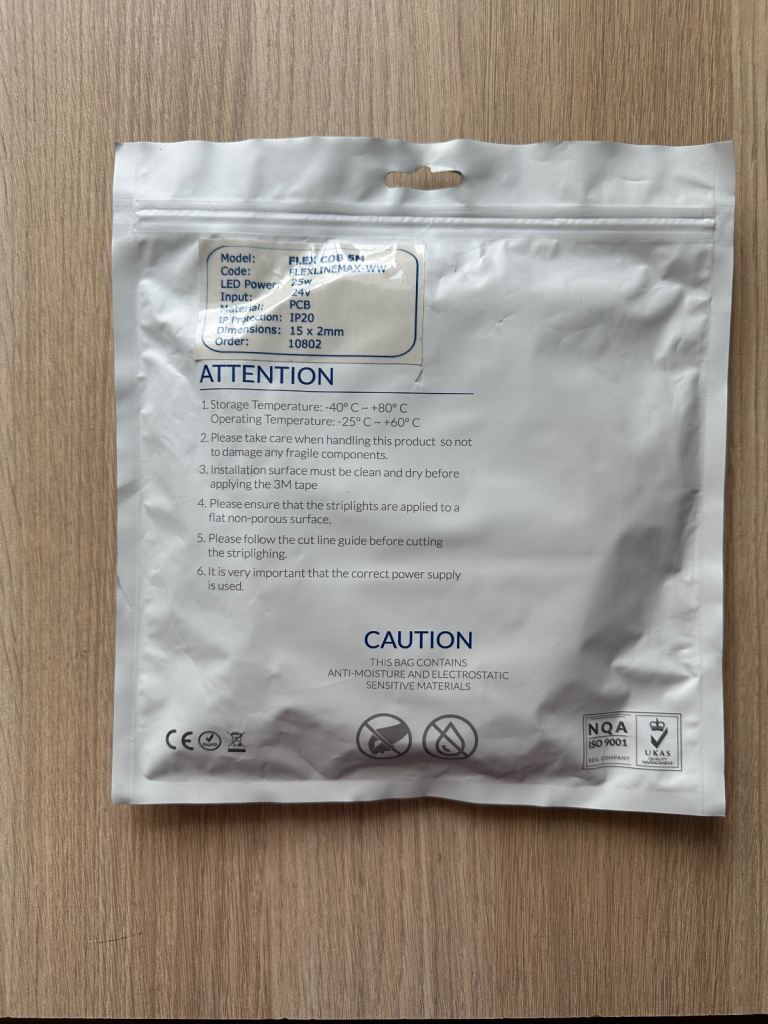 Model: FLEX COB 5M
Code: FLEXLINEMAX-WW
LED Power: 25w
Input: 24v
Material: PCB
IP Protection: IP20
Dimensions: 15 x 2mm
Order: 10802
ATTENTION
1. Storage Temperature: -40° C ~ +80° C
Operating Temperature: -25° C ~ +60° C
2. Please take care when handling this product so not
to damage any fragile components.
3. Installation surface must be clean and dry before
applying the 3M tape
4. Please ensure that the striplights are applied to a
flat non-porous surface.
5. Please follow the cut line guide before cutting
the striplighing.
6. It is very important that the correct power supply
is used.
CAUTION
THIS BAG CONTAINS
ANTI-MOISTURE AND ELECTROSTATIC
SENSITIVE MATERIALS
CE RoHS
NQA
ISO 9001
REG. COMPANY
UKAS
QUALITY
MANAGEMENT